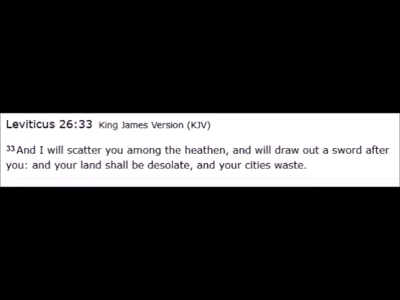 Leviticus 26:33 King James Version (KJV)
33 And I will scatter you among the heathen, and will draw out a sword after
you: and your land shall be desolate, and your cities waste.